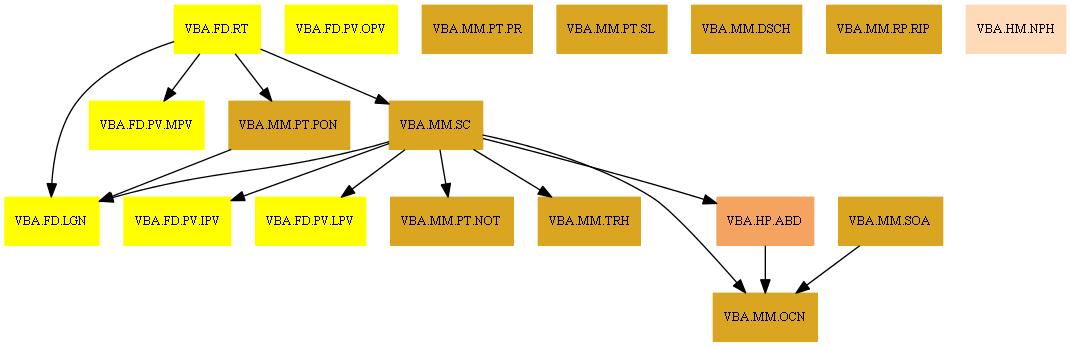 VBA.FD.RT
VBA.FD.PV.OPV
VBA.MM.PT.PR
VBA.MM.PT.SL
VBA.MM.DSCH
VBA.MM.RP.RIP
VBA.HM.NPH
VBA.FD.PV.MPV
VBA.MM.PT.PON
VBA.MM.SC
VBA.FD.LGN
VBA.FD.PV.IPV
VBA.FD.PV.LPV
VBA.MM.PT.NOT
VBA.MM.TRH
VBA.HP.ABD
VBA.MM.SOA
VBA.MM.OCN